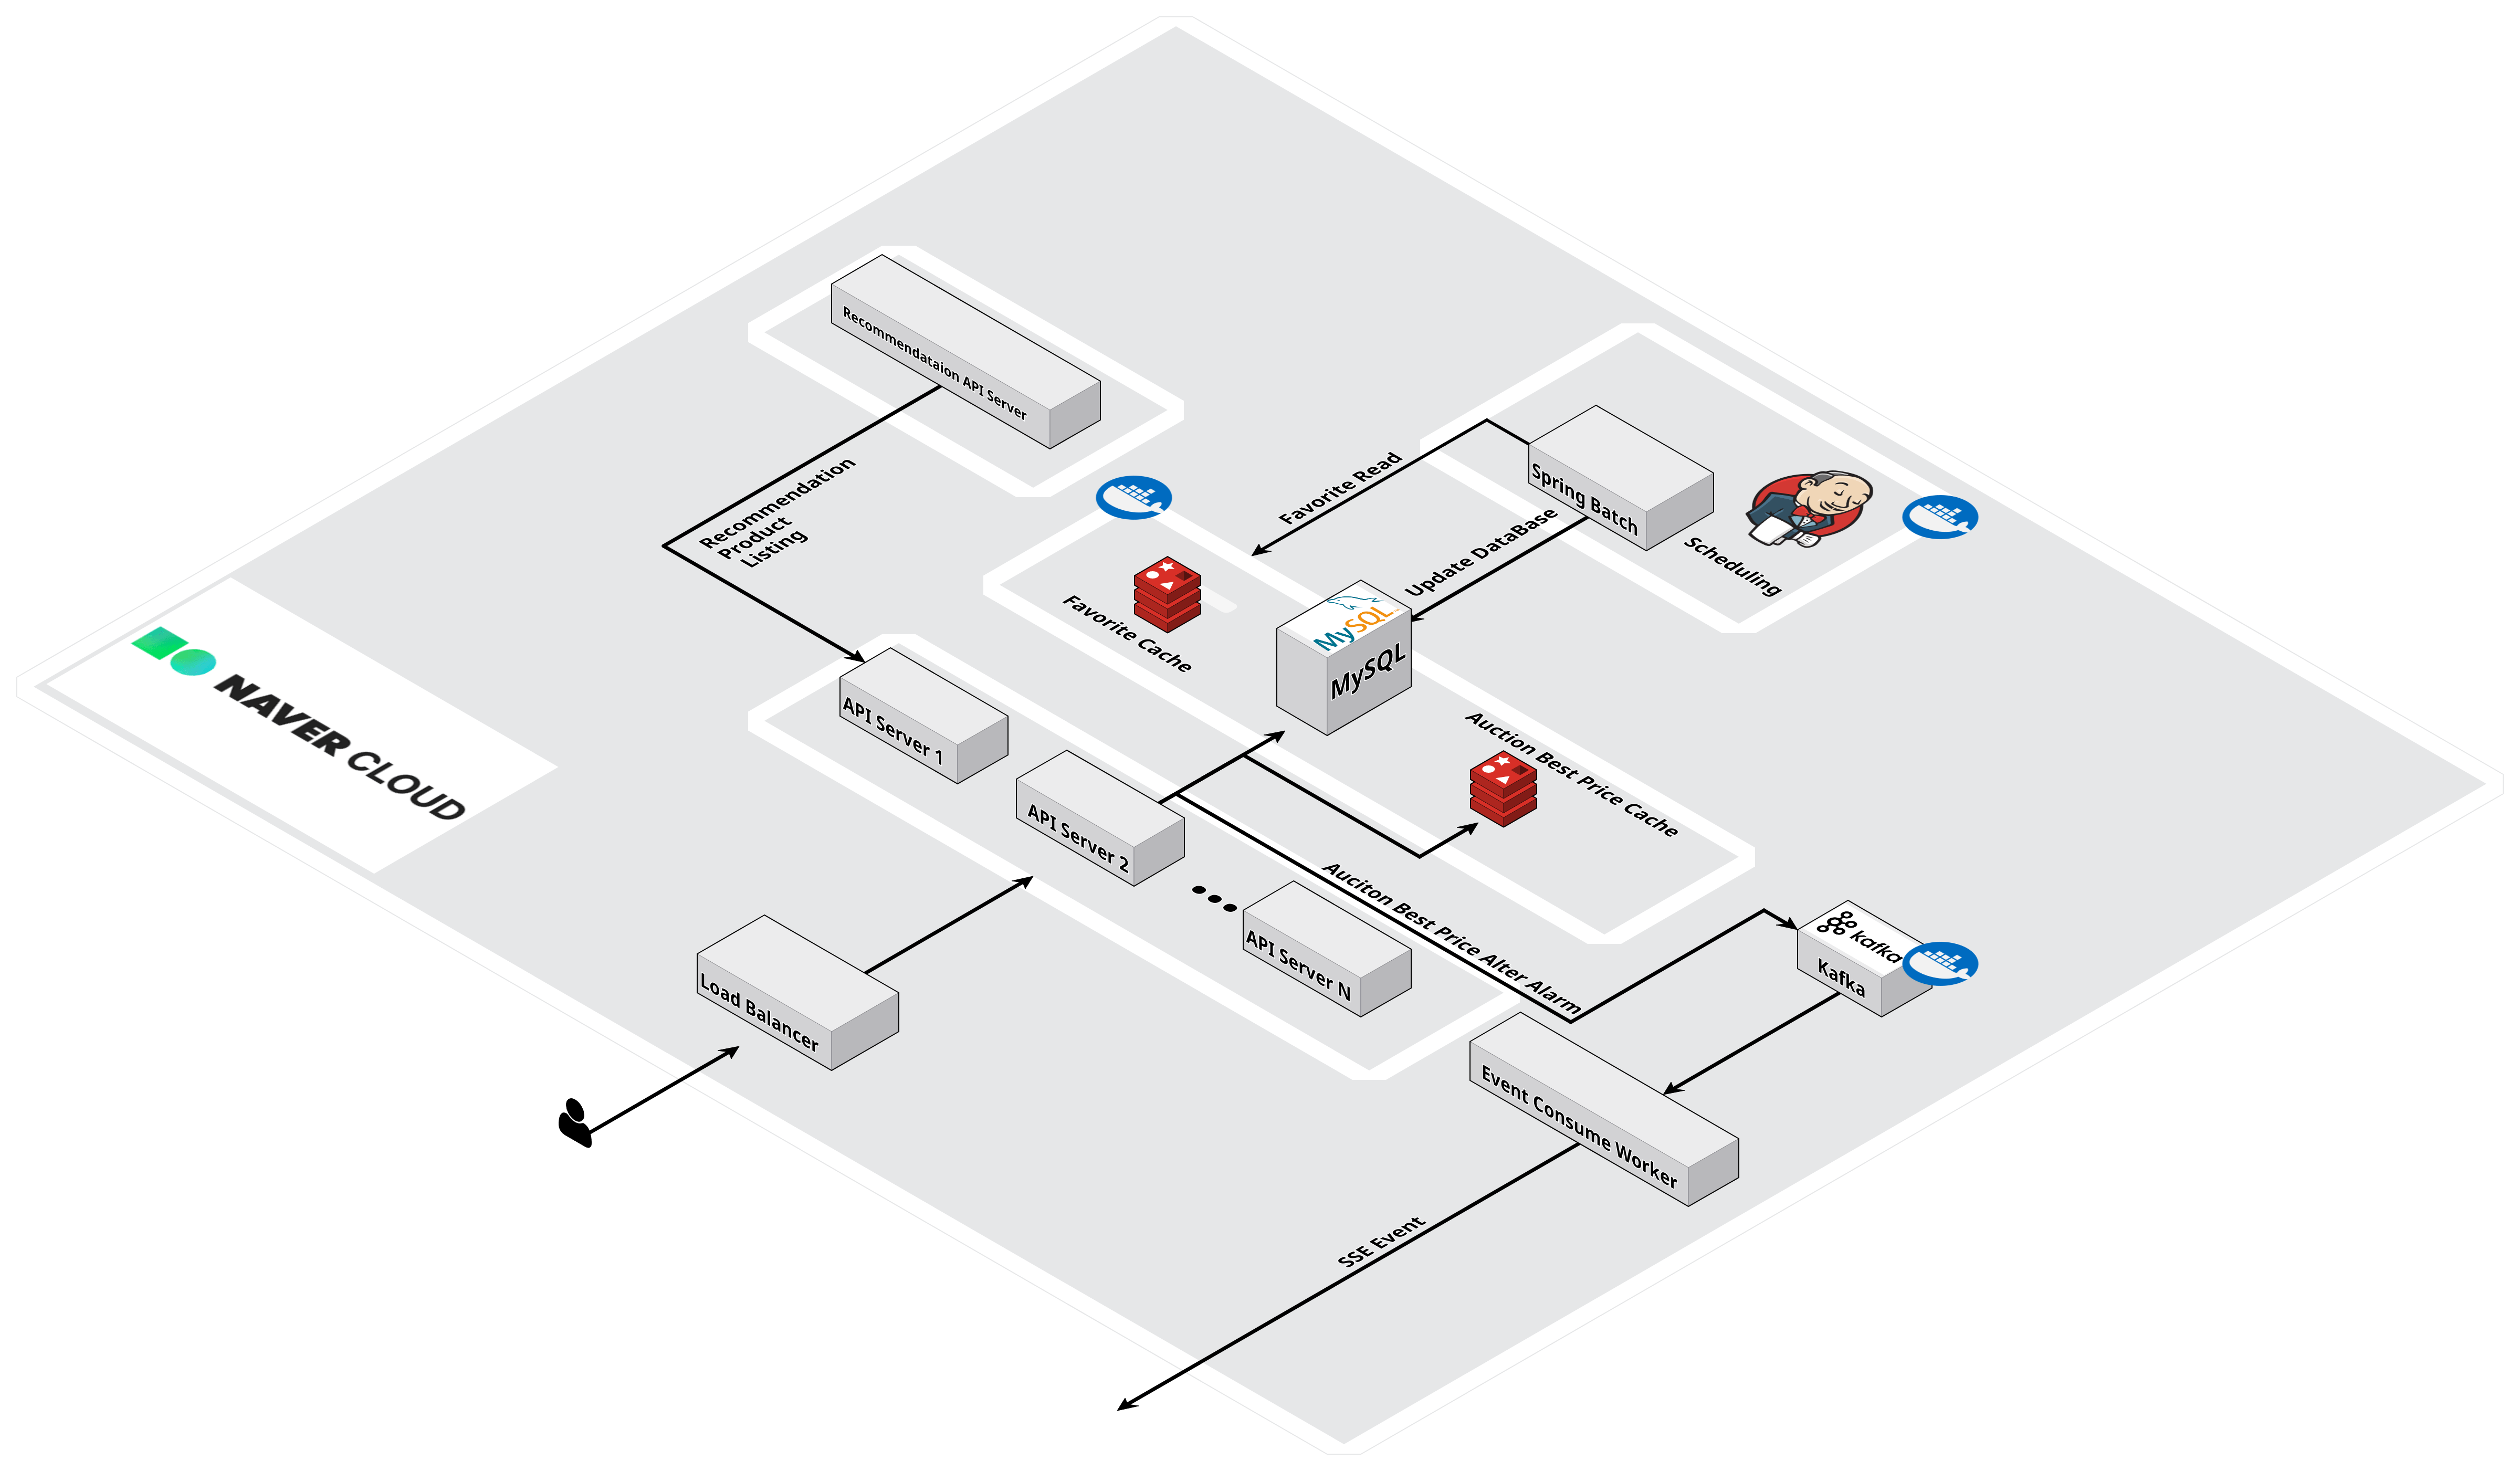 Recommendataion API Server
Recommendation
Product
Listing
Favorite Read
Spring Batch
Update DataBase
Scheduling
Favorite Cache
MySQL
MySQL
Auction Best Price Cache
NAVER CLOUD
API Server 1
API Server 2
API Server N
Auciton Best Price Alter Alarm
kafka
Kafka
Load Balancer
Event Consume Worker
SSE Event